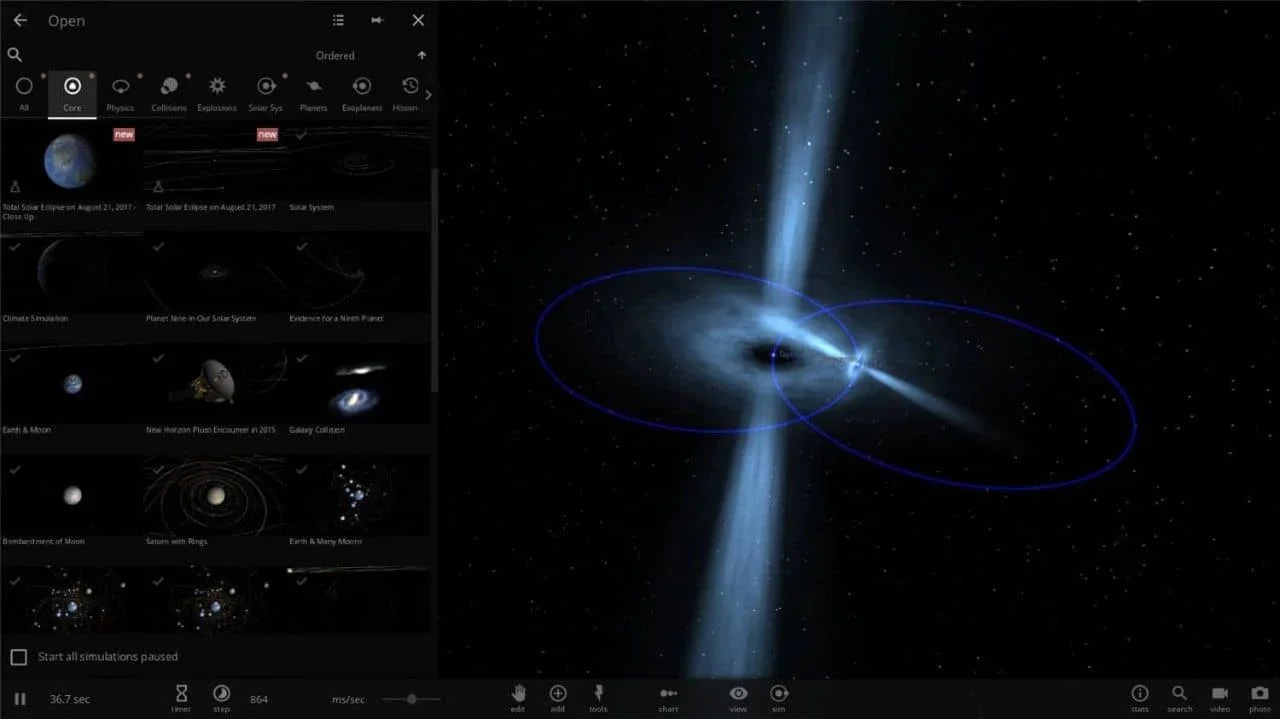 Open
Ordered
All
Core
Physics
Collisions
Explosions
Solar Sys
Planets
Exoplanets
Histori
new
new
Total Solar Eclipse on August 21, 2017 -
Close Up
Total Solar Eclipse on August 21, 2017
Solar System
Climate Simulation
Planet Nine in Our Solar System
Evidence for a Ninth Planet
Earth & Moon
New Horizon Pluto Encounter in 2015
Galaxy Collision
Bombardment of Moon
Saturn with Rings
Earth & Many Moons
Start all simulations paused
36.7 sec
timer
step
864
ms/sec
edit
add
tools
chart
view
sim
stats
search
video
photo